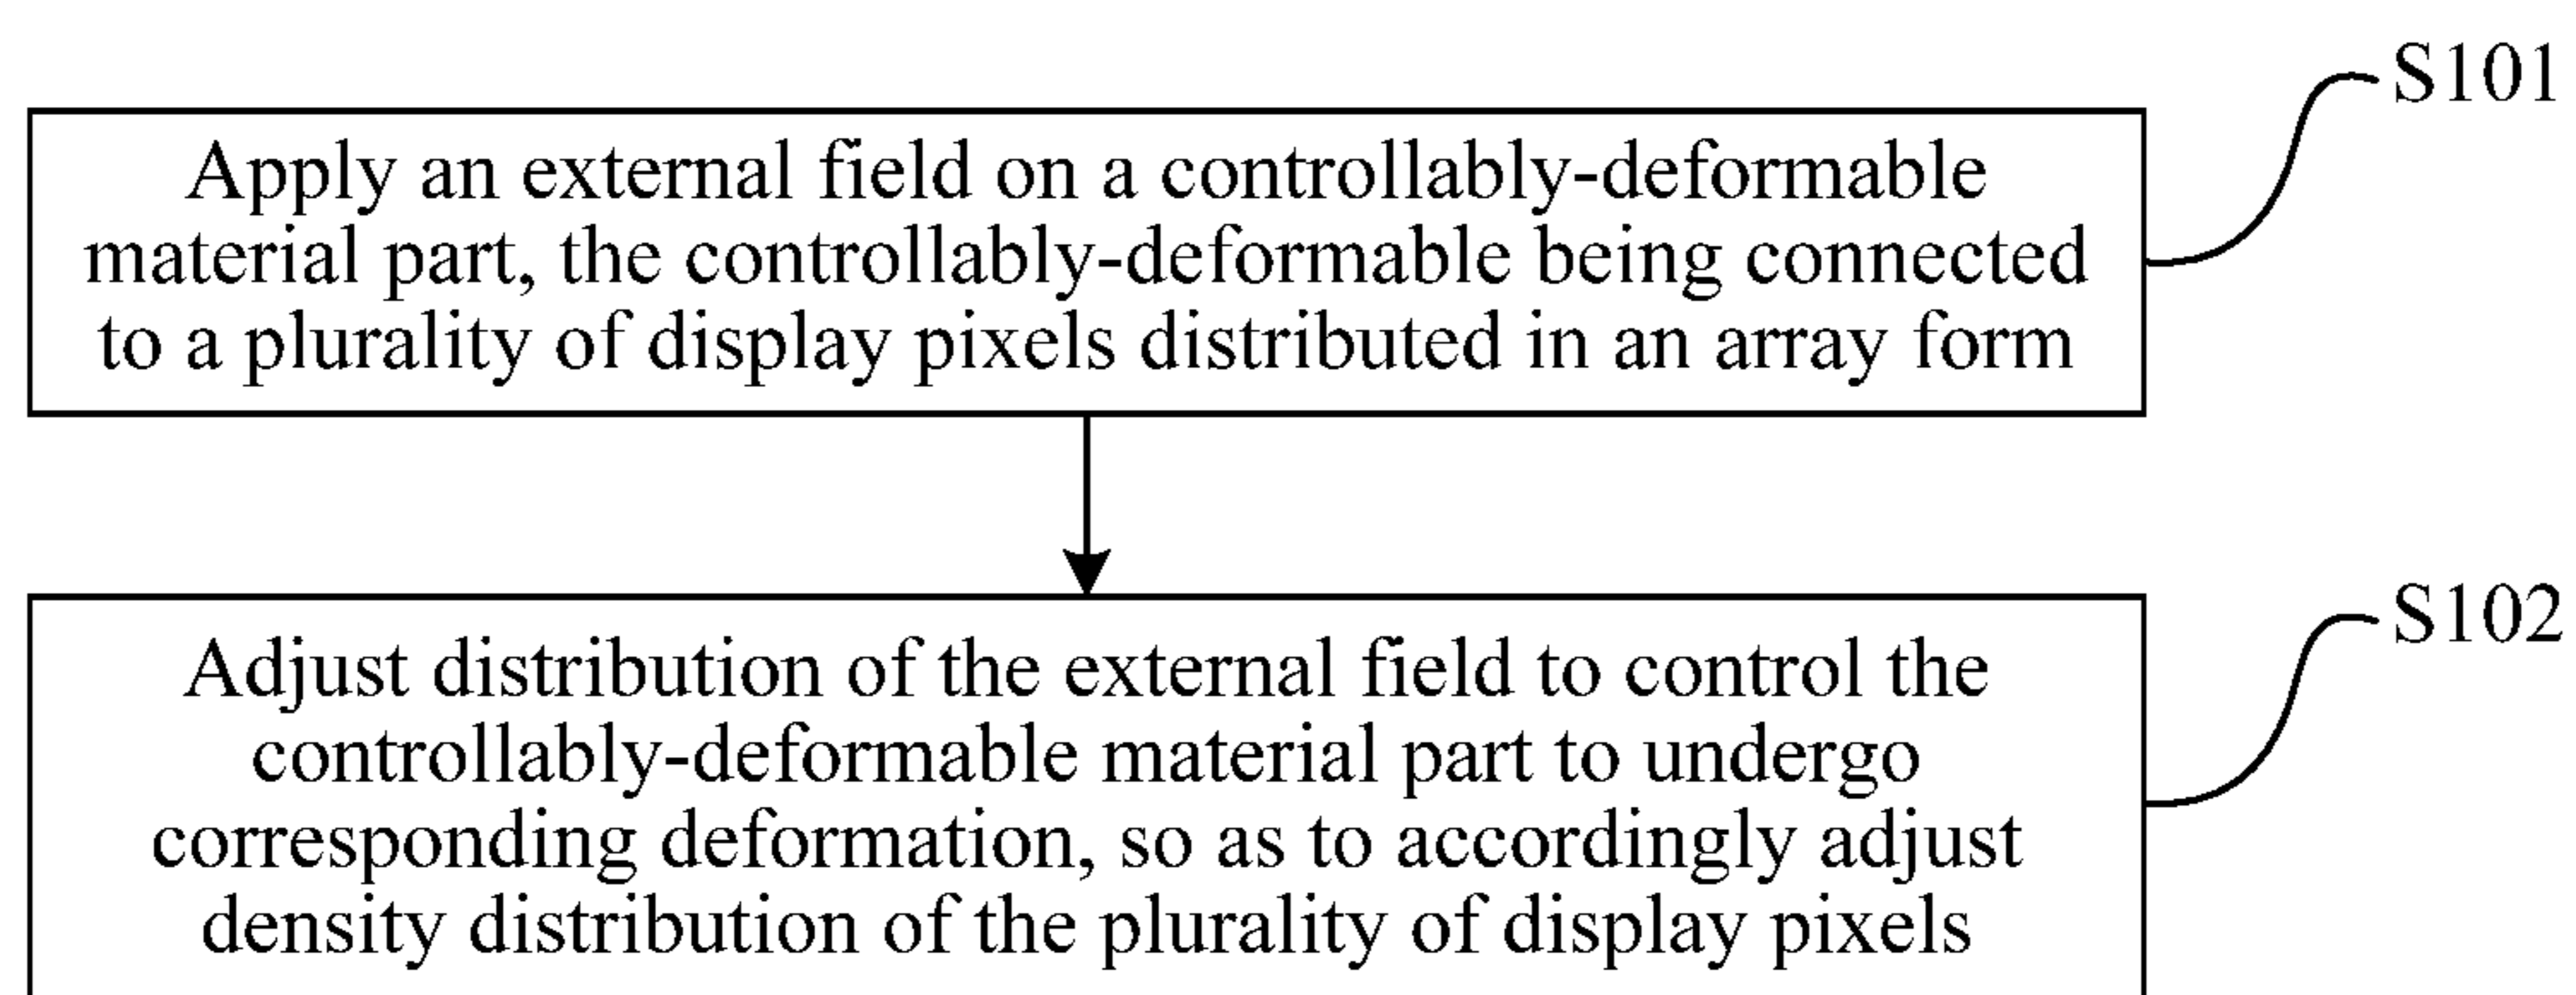 S101
Apply an external field on a controllably-deformable
material part, the controllably-deformable being connected
to a plurality of display pixels distributed in an array form
S102
Adjust distribution of the external field to control the
controllably-deformable material part to undergo
corresponding deformation, so as to accordingly adjust
density distribution of the plurality of display pixels